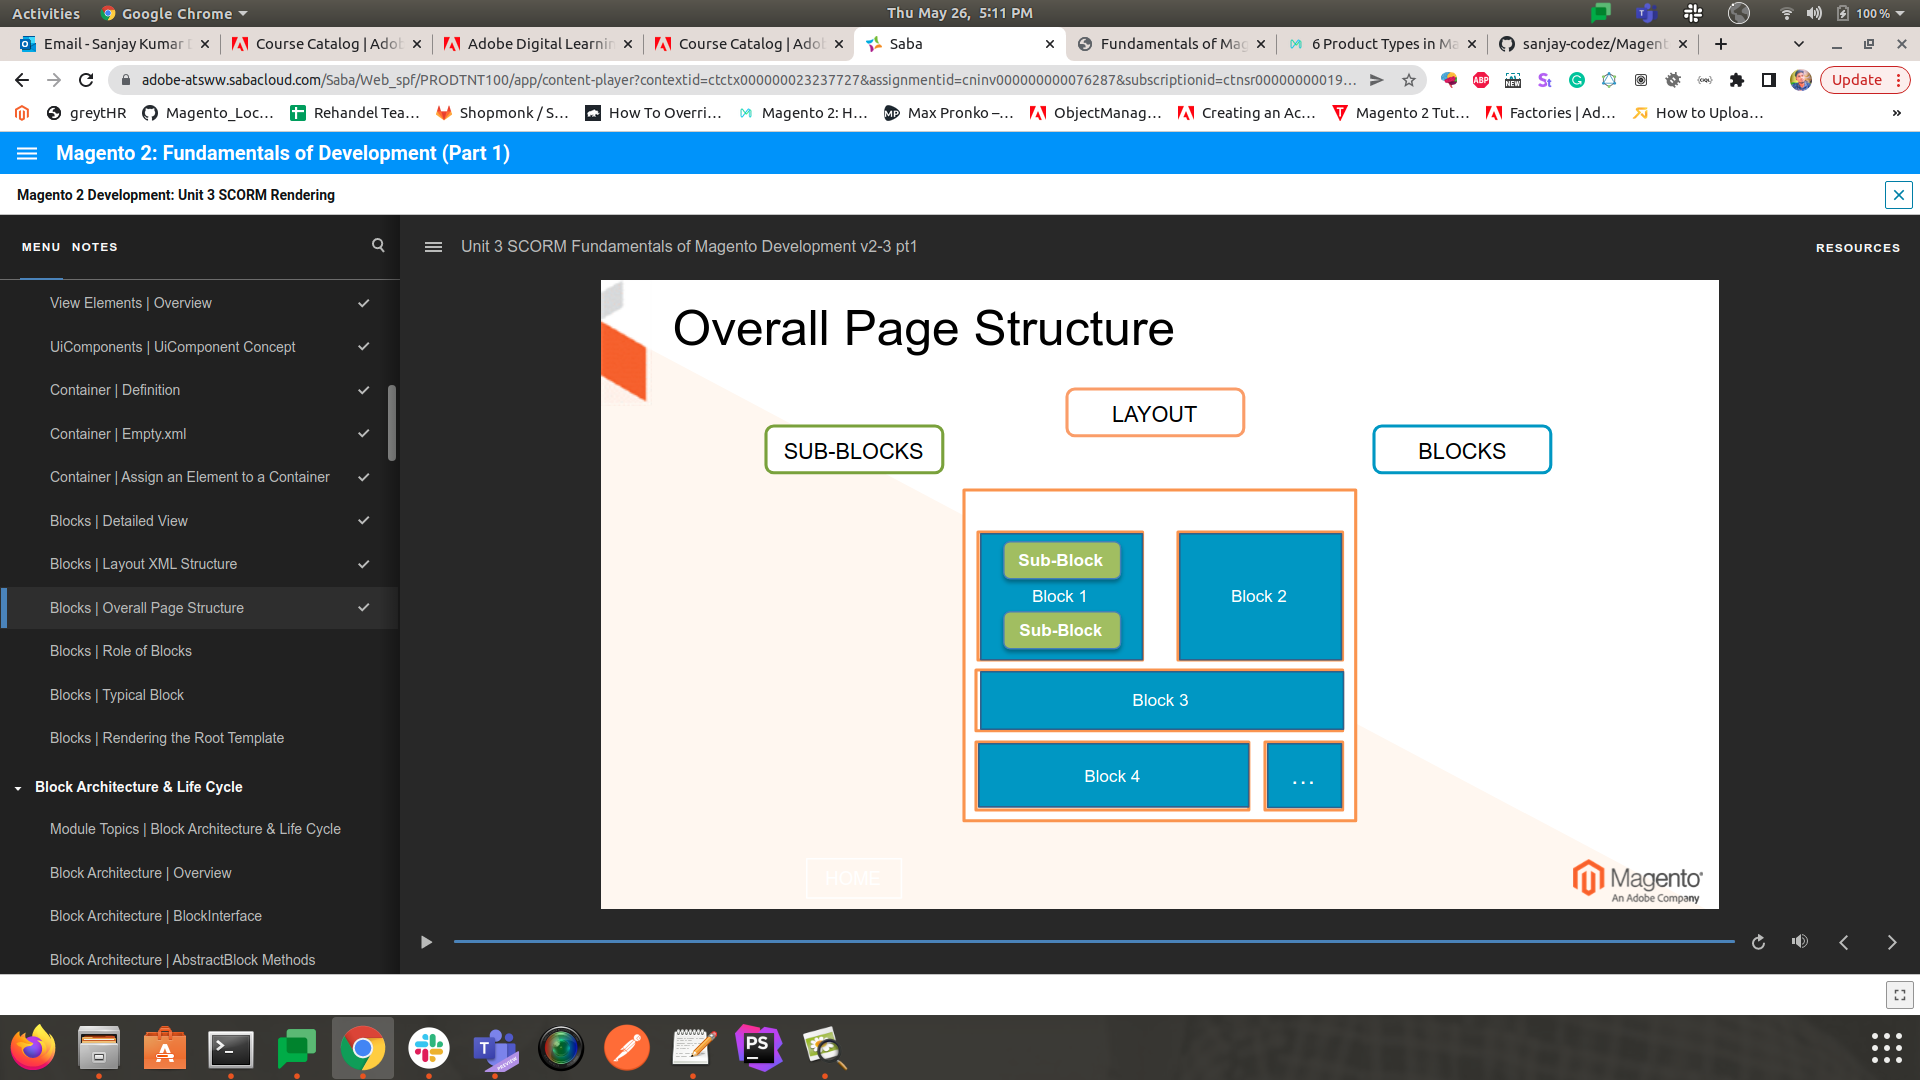 Activities
Google Chrome
Thu May 26, 5:11 PM
100 %
Email - Sanjay Kumar
Course Catalog | Adob
Adobe Digital Learnin
Course Catalog | Adob
Saba
Fundamentals of Mag
6 Product Types in Ma
sanjay-codez/Magent
adobe-atsww.sabacloud.com/Saba/Web_spf/PRODTNT100/app/content-player?contextid=ctctx000000023237727&assignmentid=cninv000000000076287&subscriptionid=ctnsr00000000019...
ABP
NEW
St
Update
greytHR
Magento_Loc...
Rehandel Tea...
Shopmonk / S...
How To Overri...
Magento 2: H...
Max Pronko –...
ObjectManag...
Creating an Ac...
Magento 2 Tut...
Factories | Ad...
How to Uploa...
»
Magento 2: Fundamentals of Development (Part 1)
Magento 2 Development: Unit 3 SCORM Rendering
MENU NOTES
Unit 3 SCORM Fundamentals of Magento Development v2-3 pt1
RESOURCES
View Elements | Overview
UiComponents | UiComponent Concept
Container | Definition
Container | Empty.xml
Container | Assign an Element to a Container
Blocks | Detailed View
Blocks | Layout XML Structure
Blocks | Overall Page Structure
Blocks | Role of Blocks
Blocks | Typical Block
Blocks | Rendering the Root Template
Block Architecture & Life Cycle
Module Topics | Block Architecture & Life Cycle
Block Architecture | Overview
Block Architecture | BlockInterface
Block Architecture | AbstractBlock Methods
Overall Page Structure
LAYOUT
SUB-BLOCKS
BLOCKS
Sub-Block
Block 1
Sub-Block
Block 2
Block 3
Block 4
...
HOME
Magento
An Adobe Company
T
PREVIEW
PS